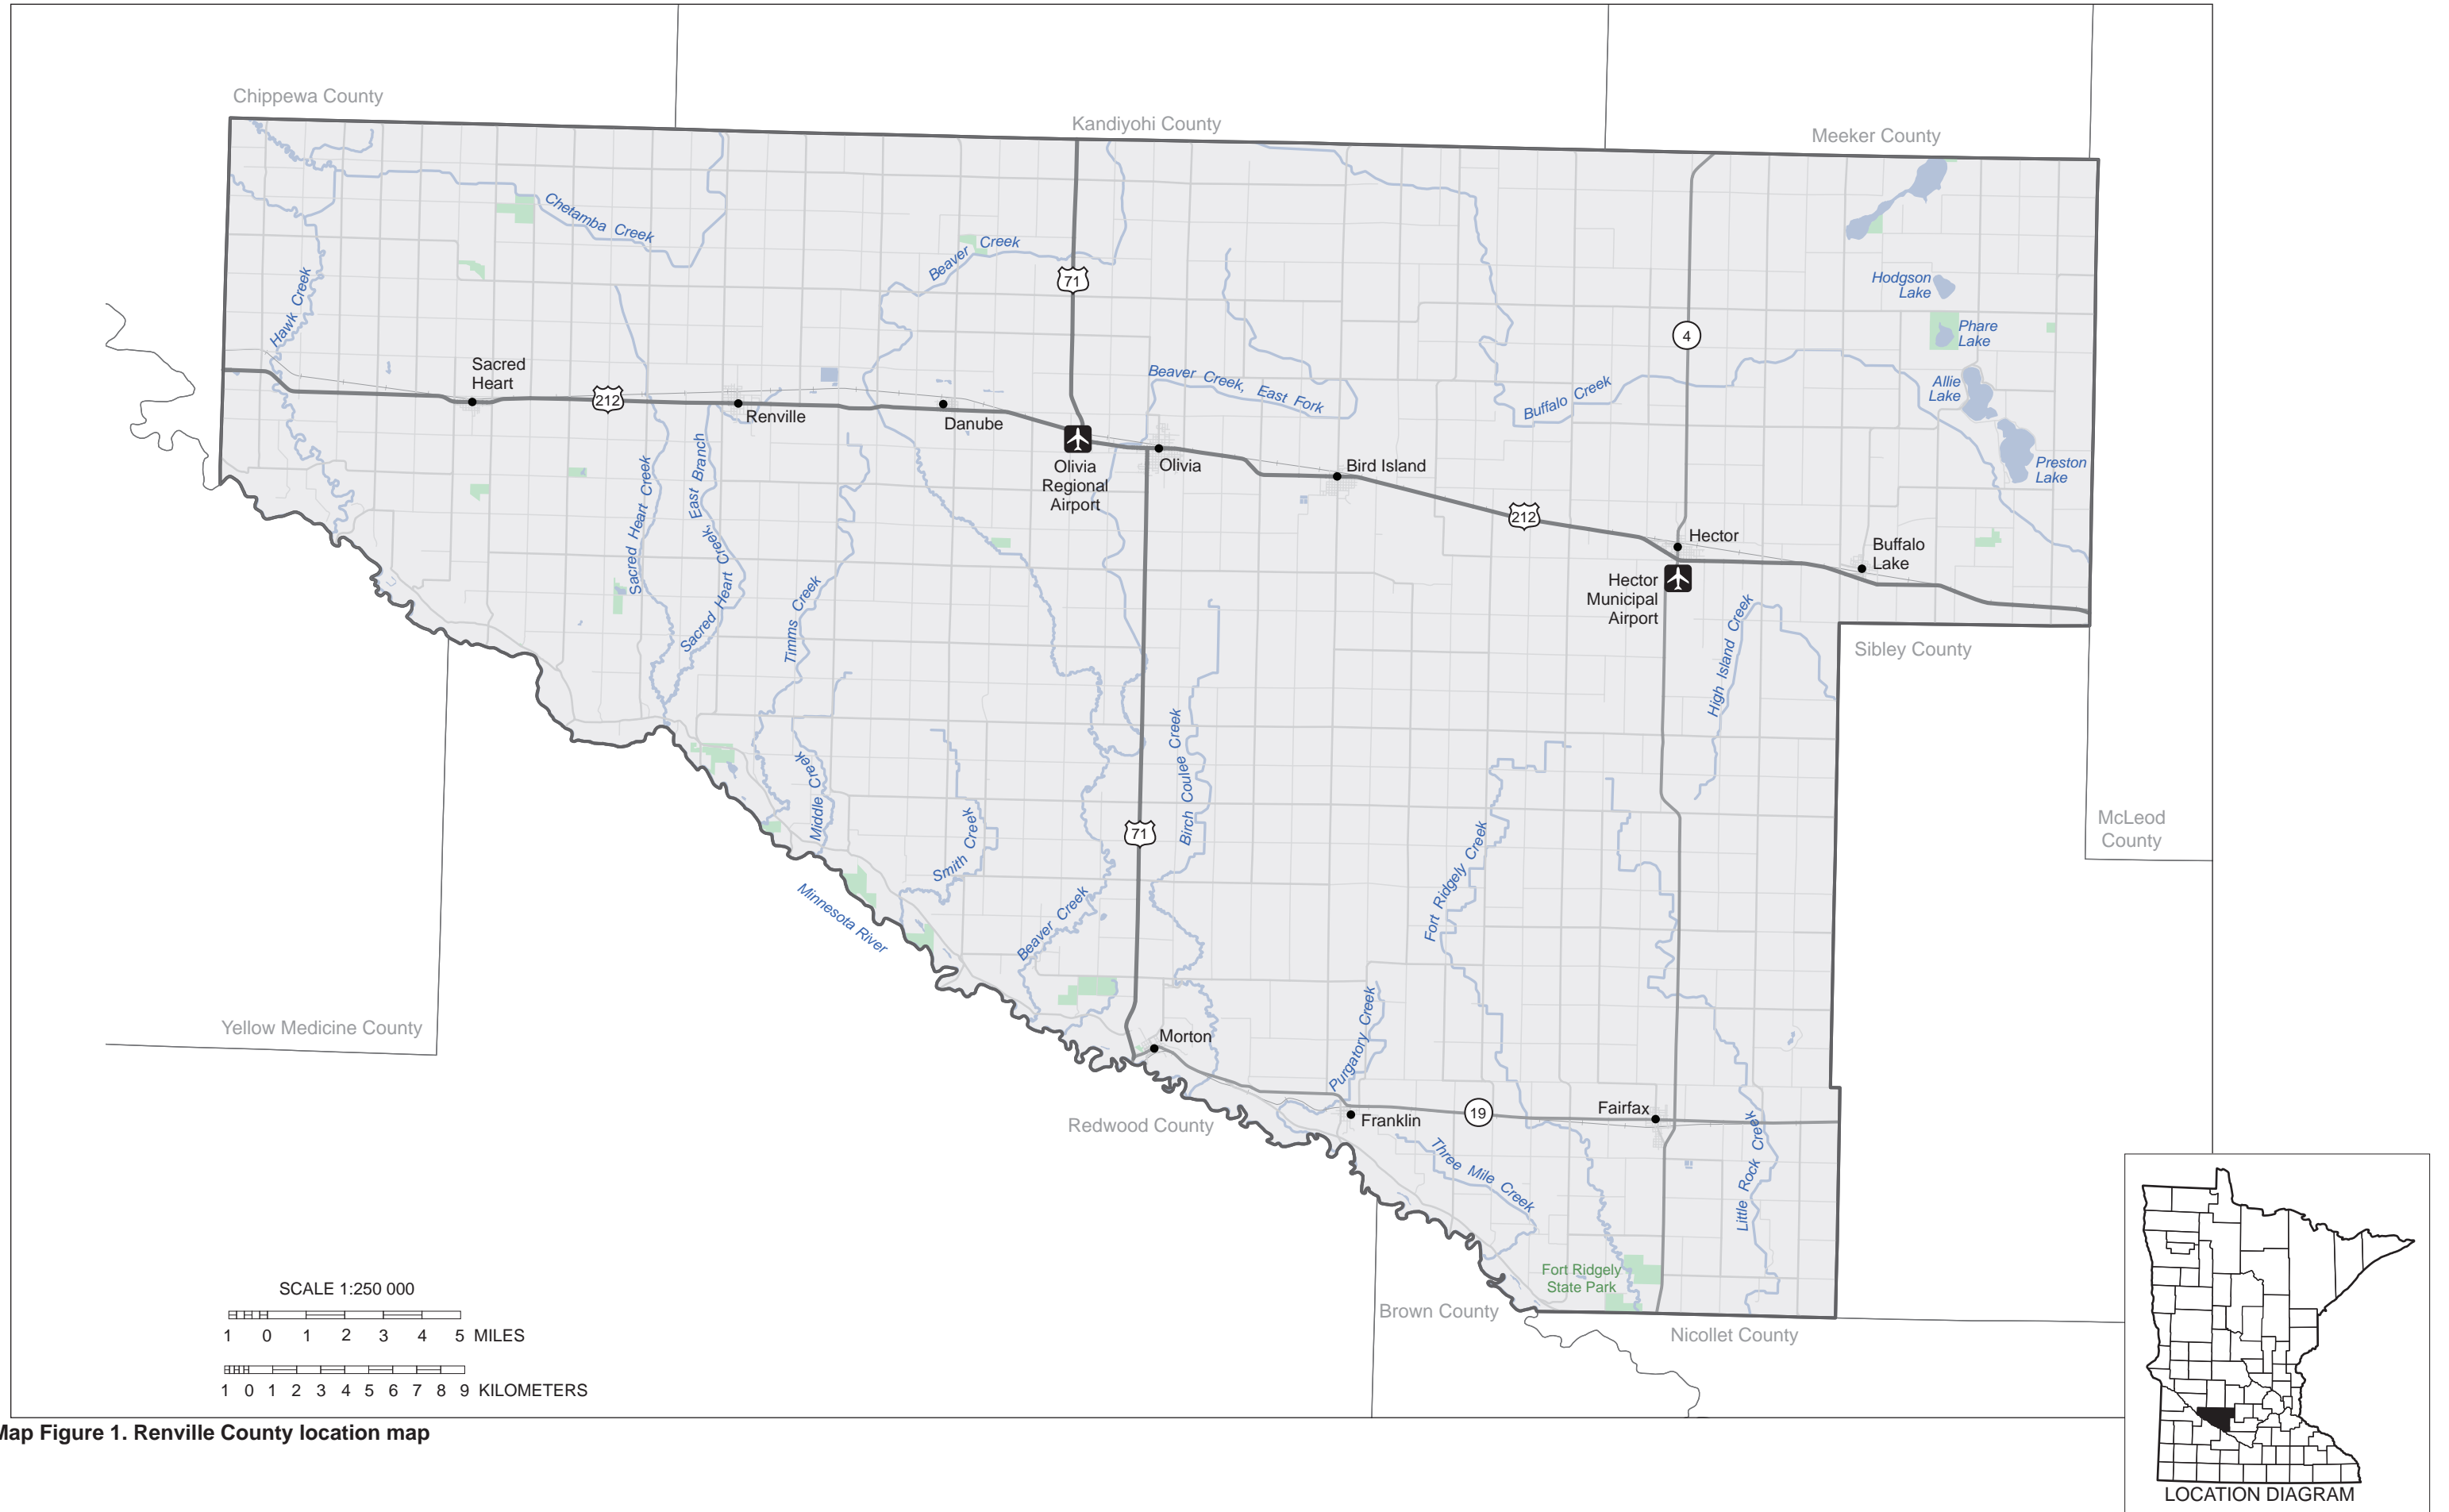 Chippewa County
Kandiyohi County
Meeker County
Chetamba Creek
Beaver Creek
Hawk Creek
71
Hodgson
Lake
4
Phare
Lake
Sacred
Heart
212
Renville
Danube
Beaver Creek, East Fork
Buffalo Creek
Allie
Lake
Olivia
Regional
Airport
Olivia
Bird Island
Preston
Lake
Sacred Heart Creek
Sacred Heart Creek, East Branch
212
Hector
Buffalo
Lake
Hector
Municipal
Airport
Timms Creek
High Island Creek
Sibley County
Middle Creek
Smith Creek
71
Birch Coulee Creek
McLeod
County
Fort Ridgely Creek
Minnesota River
Beaver Creek
Yellow Medicine County
Morton
Purgatory Creek
Redwood County
Franklin
19
Fairfax
Three Mile Creek
Little Rock Creek
Fort Ridgely
State Park
Brown County
Nicollet County
SCALE 1:250 000
1 0 1 2 3 4 5 MILES
1 0 1 2 3 4 5 6 7 8 9 KILOMETERS
Map Figure 1. Renville County location map
LOCATION DIAGRAM